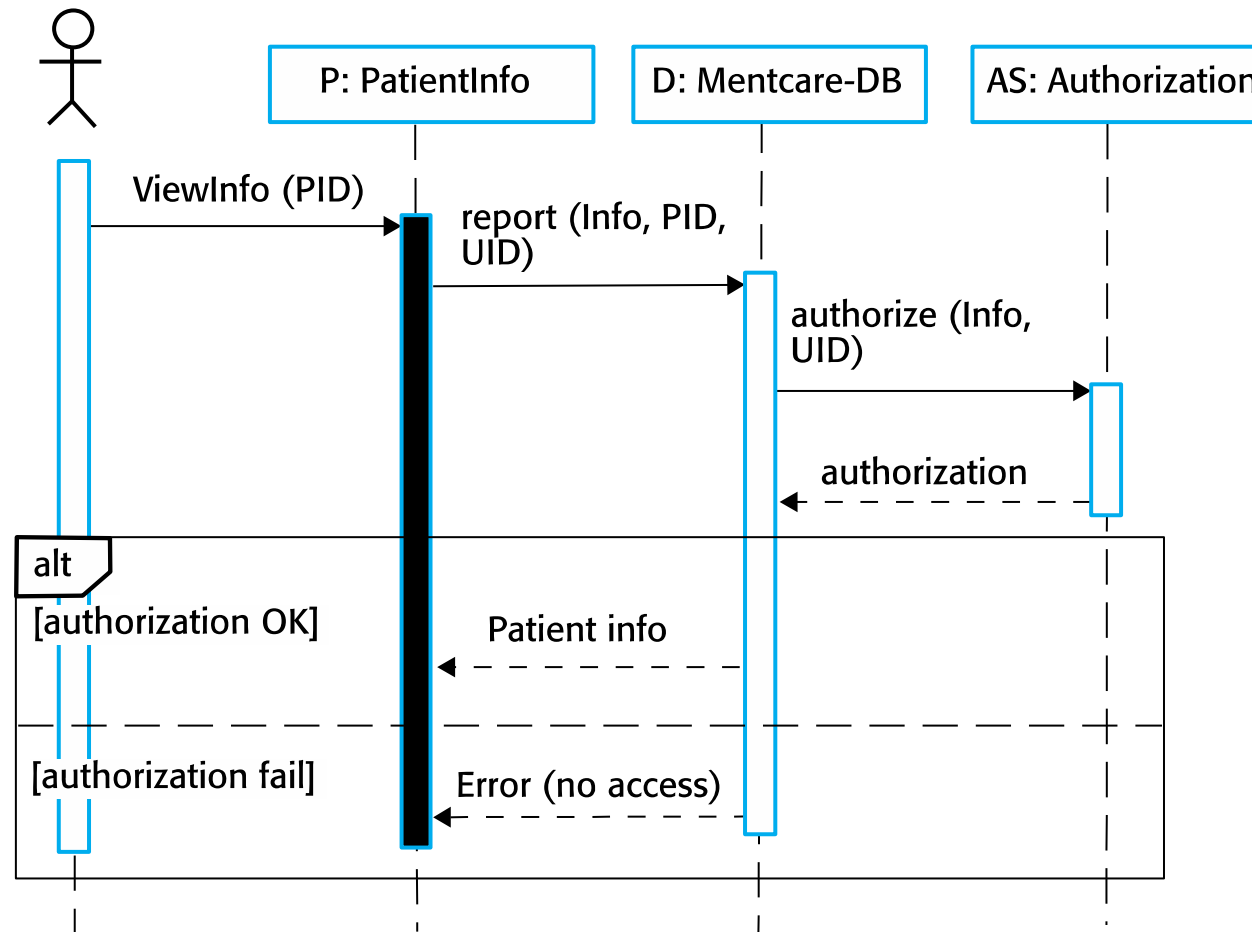 P: PatientInfo
D: Mentcare-DB
AS: Authorization
ViewInfo (PID)
report (Info, PID,
UID)
authorize (Info,
UID)
authorization
alt
[authorization OK]
Patient info
[authorization fail]
Error (no access)